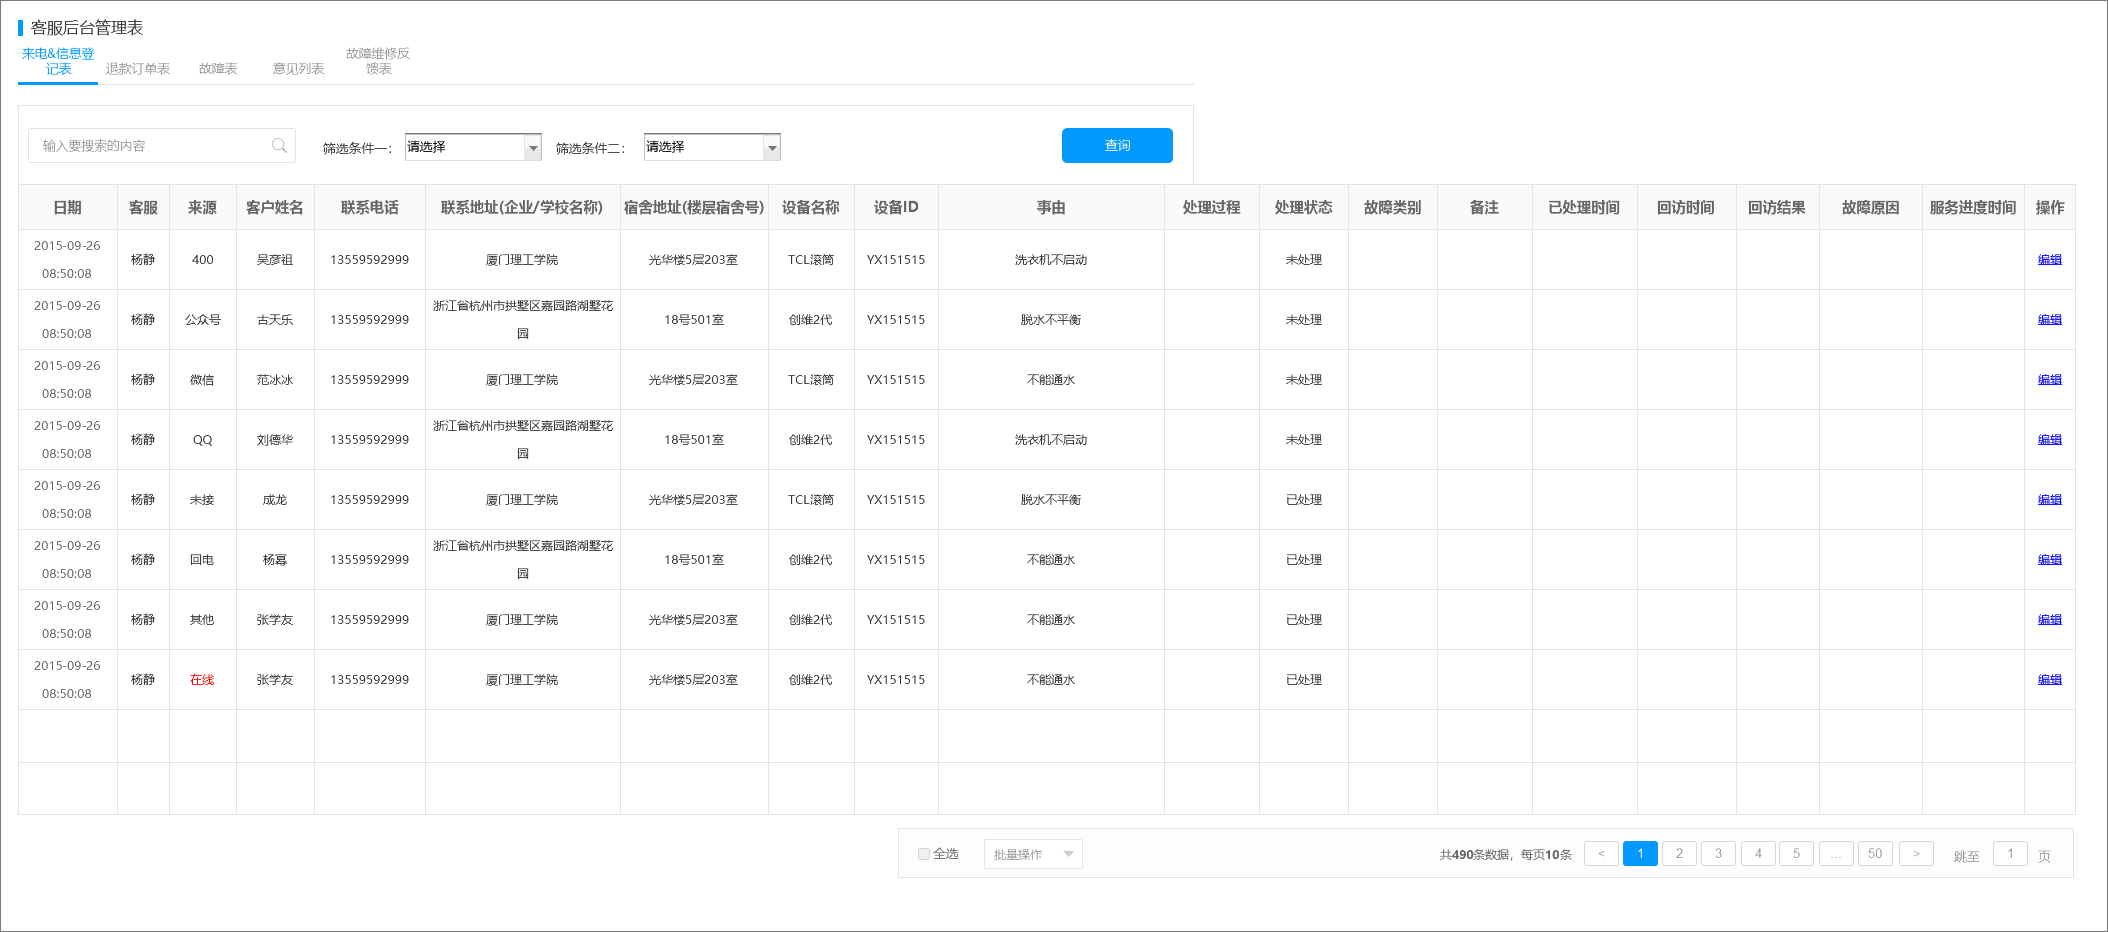 客服后台管理表
来电&信息登
记表
退款订单表
故障表
意见列表
故障维修反
馈表
输入要搜索的内容
筛选条件一：
请选择
筛选条件二：
请选择
查询
日期 客服 来源 客户姓名 联系电话 联系地址(企业/学校名称) 宿舍地址(楼层宿舍号) 设备名称 设备ID 事由 处理过程 处理状态 故障类别 备注 已处理时间 回访时间 回访结果 故障原因 服务进度时间 操作
2015-09-26
08:50:08
杨静 400 吴彦祖 13559592999 厦门理工学院 光华楼5层203室 TCL滚筒 YX151515 洗衣机不启动 未处理 编辑
2015-09-26
08:50:08
杨静 公众号 古天乐 13559592999 浙江省杭州市拱墅区嘉园路湖墅花
园
18号501室 创维2代 YX151515 脱水不平衡 未处理 编辑
2015-09-26
08:50:08
杨静 微信 范冰冰 13559592999 厦门理工学院 光华楼5层203室 TCL滚筒 YX151515 不能通水 未处理 编辑
2015-09-26
08:50:08
杨静 QQ 刘德华 13559592999 浙江省杭州市拱墅区嘉园路湖墅花
园
18号501室 创维2代 YX151515 洗衣机不启动 未处理 编辑
2015-09-26
08:50:08
杨静 未接 成龙 13559592999 厦门理工学院 光华楼5层203室 TCL滚筒 YX151515 脱水不平衡 已处理 编辑
2015-09-26
08:50:08
杨静 回电 杨幂 13559592999 浙江省杭州市拱墅区嘉园路湖墅花
园
18号501室 创维2代 YX151515 不能通水 已处理 编辑
2015-09-26
08:50:08
杨静 其他 张学友 13559592999 厦门理工学院 光华楼5层203室 创维2代 YX151515 不能通水 已处理 编辑
2015-09-26
08:50:08
杨静 在线 张学友 13559592999 厦门理工学院 光华楼5层203室 创维2代 YX151515 不能通水 已处理 编辑
全选 批量操作 共490条数据，每页10条 < 1 2 3 4 5 ... 50 > 跳至 1 页